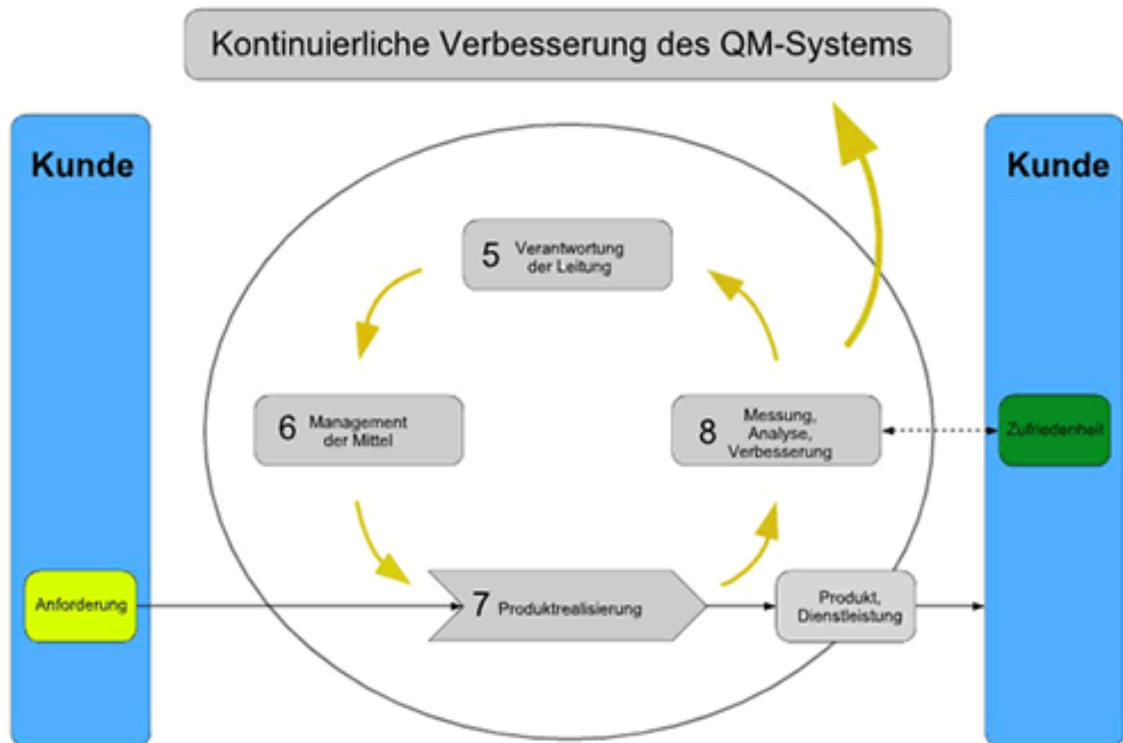 Kontinuierliche Verbesserung des QM-Systems
Kunde
Kunde
5 Verantwortung
der Leitung
6 Management
der Mittel
8 Messung,
Analyse,
Verbesserung
Zufriedenheit
Anforderung
7 Produktrealisierung
Produkt,
Dienstleistung